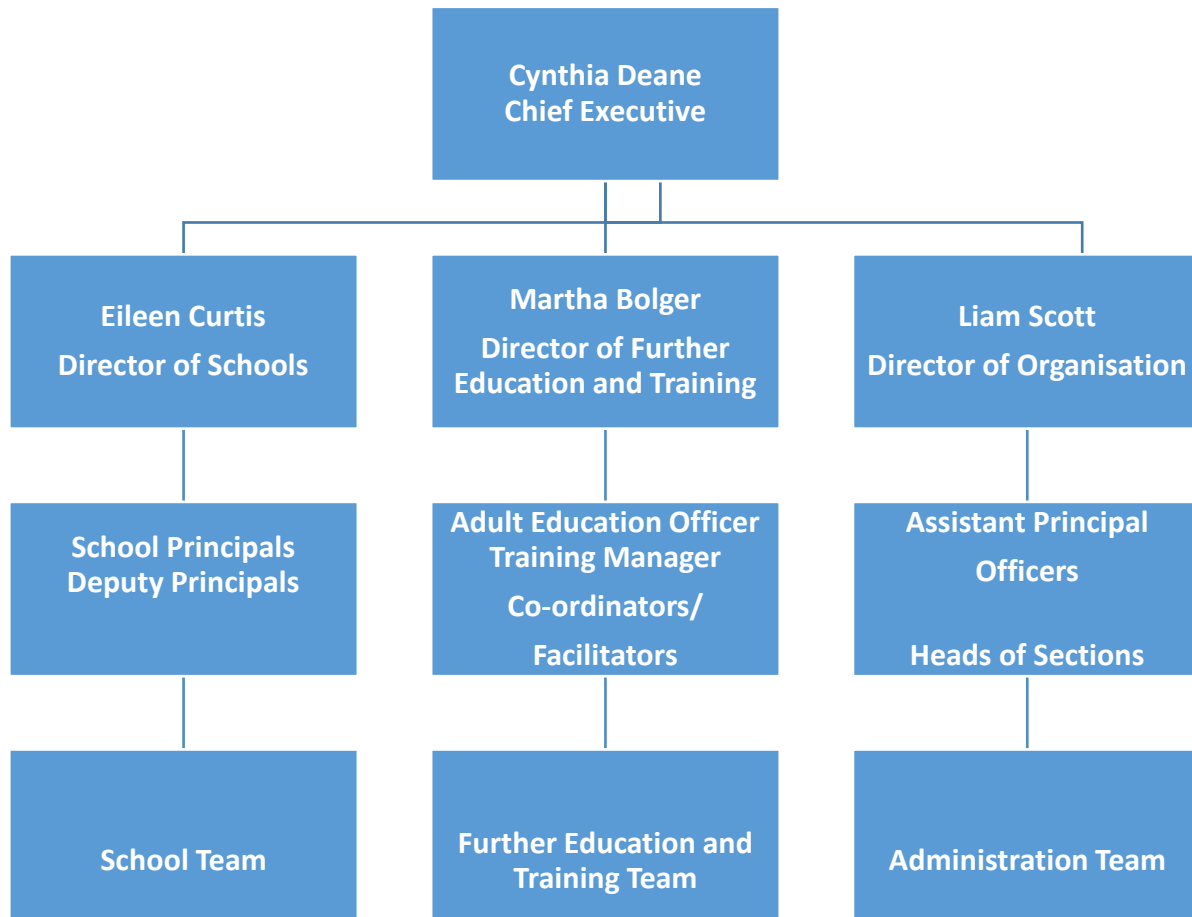 Cynthia Deane
Chief Executive
Eileen Curtis
Director of Schools
Martha Bolger
Director of Further
Education and Training
Liam Scott
Director of Organisation
School Principals
Deputy Principals
Adult Education Officer
Training Manager
Co-ordinators/
Facilitators
Assistant Principal
Officers
Heads of Sections
School Team
Further Education and
Training Team
Administration Team